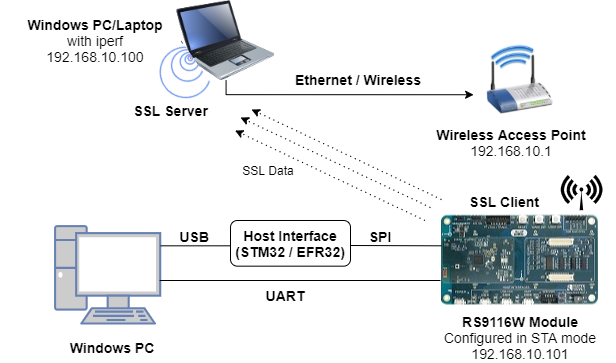 Windows PC/Laptop
with iperf
192.168.10.100
SSL Server
Ethernet / Wireless
Wireless Access Point
192.168.10.1
SSL Data
SSL Client
USB
Host Interface
(STM32 / EFR32)
SPI
UART
Windows PC
RS9116W Module
Configured in STA mode
192.168.10.101